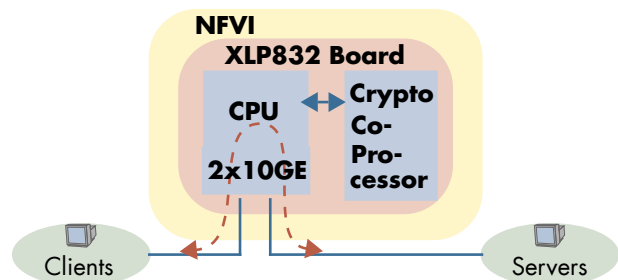 NFVI
XLP832 Board
CPU
2x10GE
Crypto
Co-
Pro-
cessor
Clients
Servers